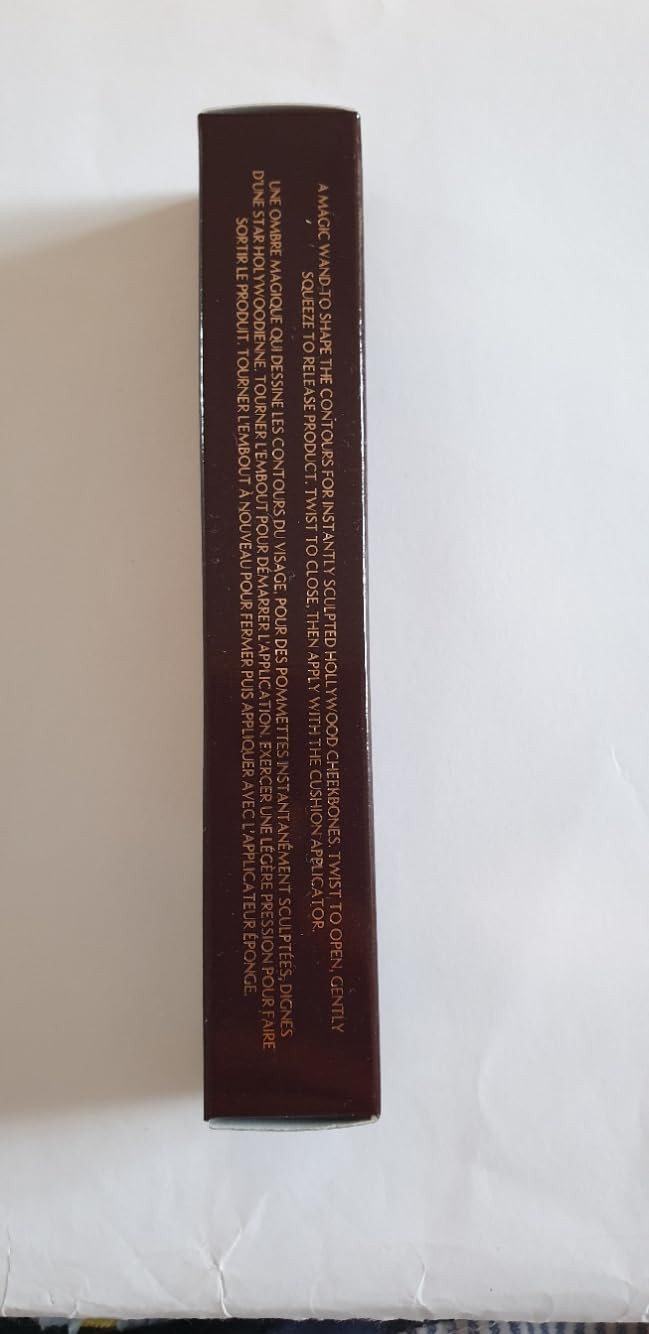 A MAGIC WAND TO SHAPE THE CONTOURS FOR INSTANTLY SCULPTED HOLLYWOOD CHEEKBONES. TWIST TO OPEN, GENTLY
SQUEEZE TO RELEASE PRODUCT. TWIST TO CLOSE, THEN APPLY WITH THE CUSHION APPLICATOR.
UNE OMBRE MAGIQUE QUI DESSINE LES CONTOURS DU VISAGE, POUR DES POMMETTES INSTANTANÉMENT SCULPTÉES, DIGNES
D'UNE STAR HOLYWOODIENNE. TOURNER L'EMBOUT POUR DÉMARRER L'APPLICATION. EXERCER UNE LÉGÈRE PRESSION POUR FAIRE
SORTIR LE PRODUIT. TOURNER L'EMBOUT À NOUVEAU POUR FERMER PUIS APPLIQUER AVEC L'APPLICATEUR ÉPONGE.